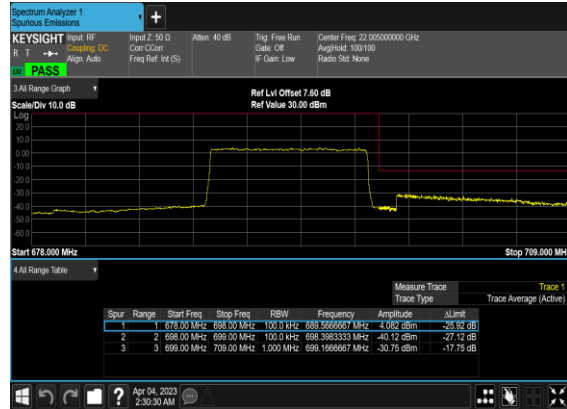 Spectrum Analyzer 1
Spurious Emissions
KEYSIGHT
R T
Input: RF
Coupling: DC
Align: Auto
Input Z: 50 Ω
Corr CCorr
Freq Ref: Int (S)
Atten: 40 dB
Trig: Free Run
Gate: Off
IF Gain: Low
Center Freq: 22.005000000 GHz
Avg|Hold: 100/100
Radio Std: None
PASS
3 All Range Graph
Scale/Div 10.0 dB
Ref Lvl Offset 7.60 dB
Ref Value 30.00 dBm
Log
20.0
10.0
0.00
-10.0
-20.0
-30.0
-40.0
-50.0
-60.0
Start 678.000 MHz
Stop 709.000 MH
4 All Range Table
Measure Trace Trace 1
Trace Type Trace Average (Active)
Spur Range Start Freq Stop Freq RBW Frequency Amplitude ΔLimit
1 1 678.00 MHz 698.00 MHz 100.0 kHz 689.5666667 MHz 4.082 dBm -25.92 dB
2 2 698.00 MHz 699.00 MHz 100.0 kHz 698.3983333 MHz -40.12 dBm -27.12 dB
3 3 699.00 MHz 709.00 MHz 1.000 MHz 699.1666667 MHz -30.75 dBm -17.75 dB
?
Apr 04, 2023
2:30:30 AM